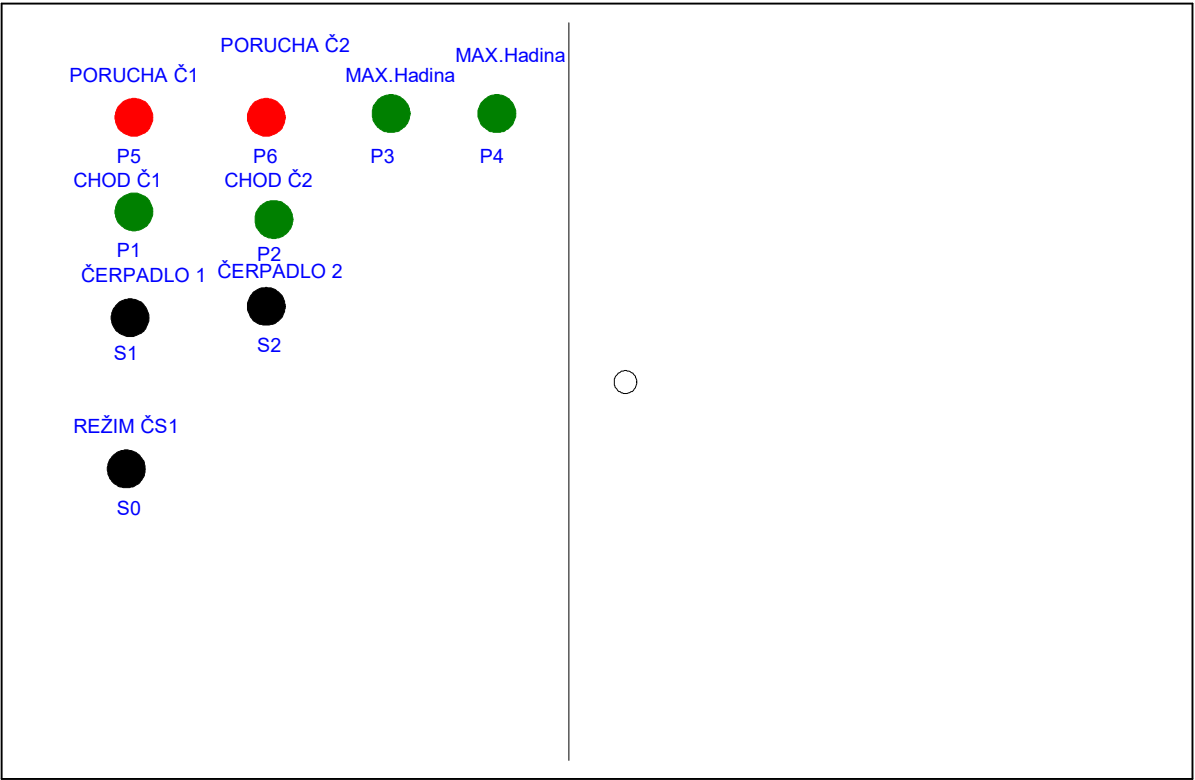 PORUCHA Č2
MAX.Hadina
PORUCHA Č1
MAX.Hadina
P5
P6
P3
P4
CHOD Č1
CHOD Č2
P1
P2
ČERPADLO 1
ČERPADLO 2
S1
S2
REŽIM ČS1
S0